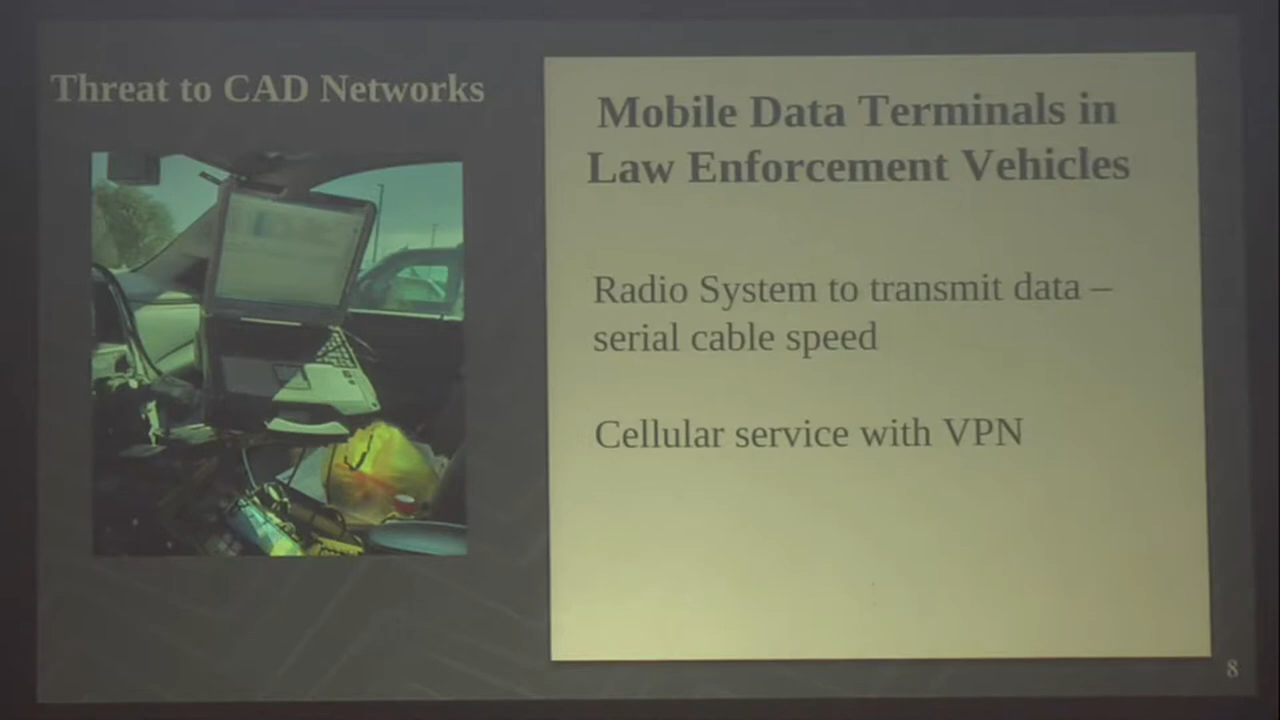 Threat to CAD Networks
Mobile Data Terminals in
Law Enforcement Vehicles
Radio System to transmit data –
serial cable speed
Cellular service with VPN
8